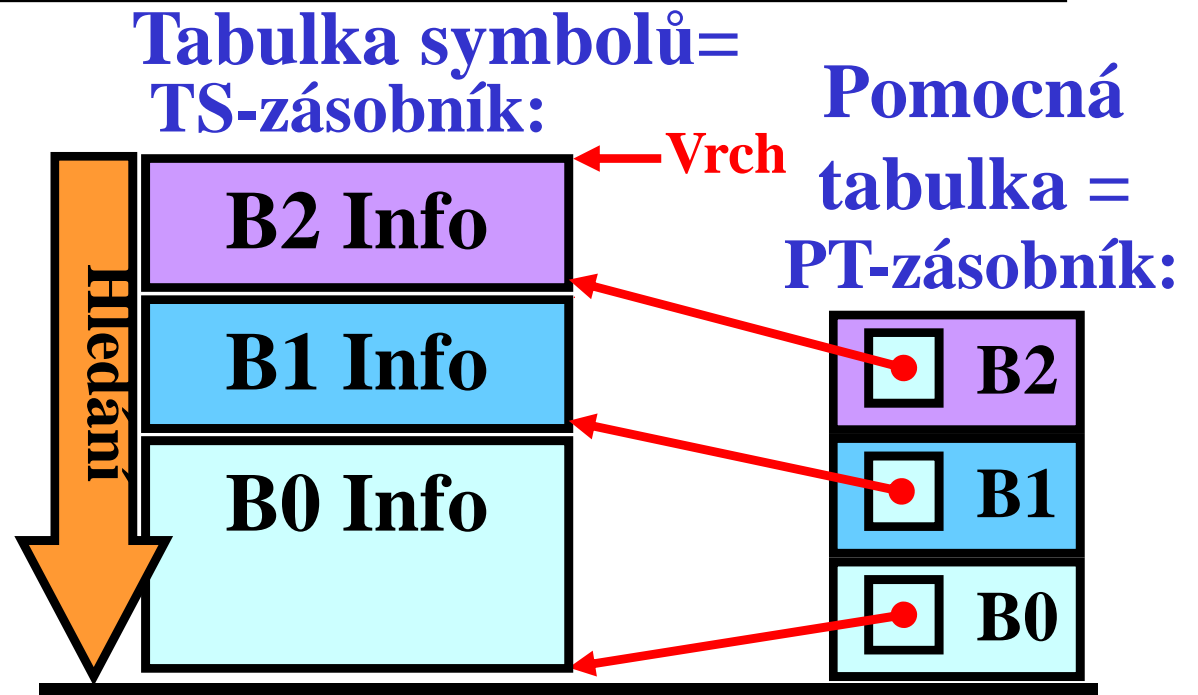 Tabulka symbolů=
TS-zásobník:
Pomocná
tabulka =
PT-zásobník:
Vrch
Hledání
B2 Info
B1 Info
B0 Info
B2
B1
B0